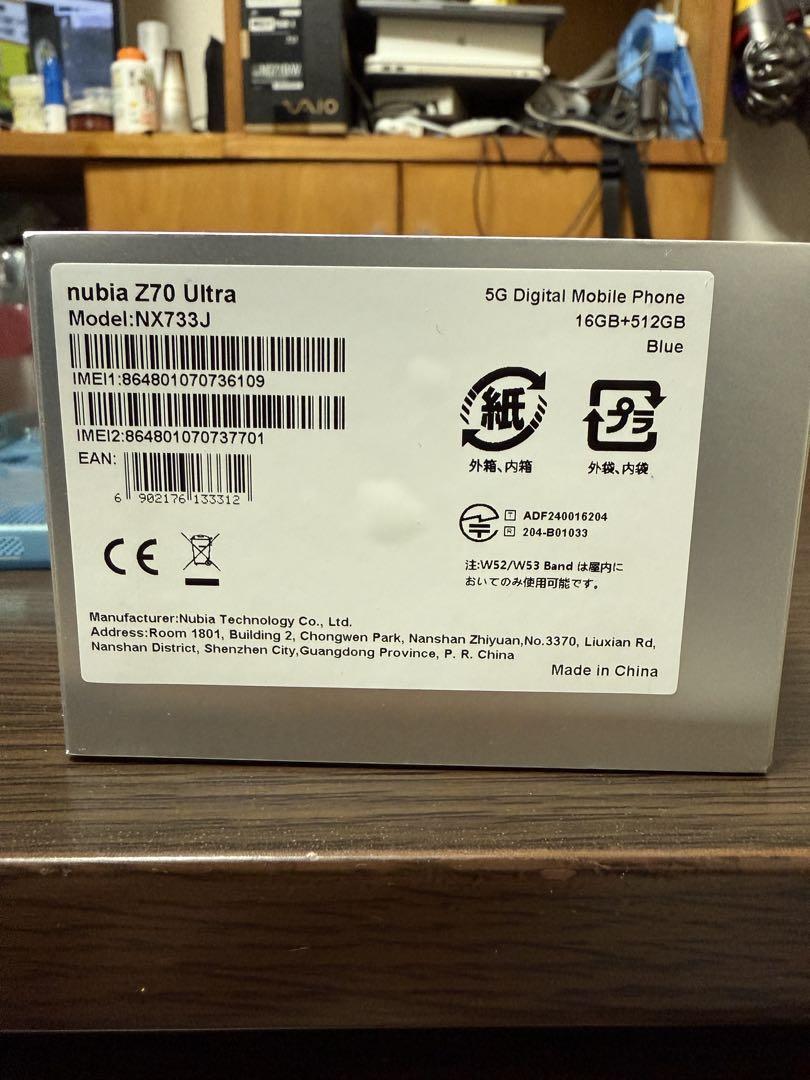 VAIO
nubia Z70 Ultra
5G Digital Mobile Phone
Model:NX733J
16GB+512GB
Blue
IMEI1:864801070736109
IMEI2:864801070737701
EAN:
6 902176 133312
紙
プラ
外箱、内箱
外袋、内袋
T ADF240016204
R 204-B01033
CE
注:W52/W53 Band は屋内に
おいてのみ使用可能です。
Manufacturer:Nubia Technology Co., Ltd.
Address:Room 1801, Building 2, Chongwen Park, Nanshan Zhiyuan,No.3370, Liuxian Rd,
Nanshan District, Shenzhen City,Guangdong Province, P. R. China
Made in China